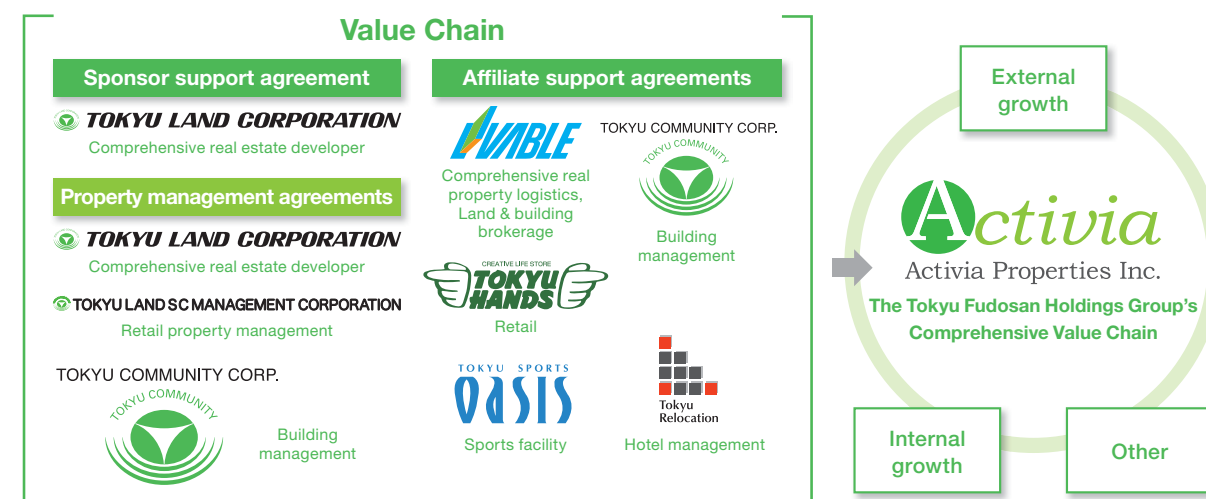 Value Chain
Sponsor support agreement
TOKYU LAND CORPORATION
Comprehensive real estate developer
Property management agreements
TOKYU LAND CORPORATION
Comprehensive real estate developer
TOKYU LAND SC MANAGEMENT CORPORATION
Retail property management
TOKYU COMMUNITY CORP.
TOKYU COMMUNITY
Building
management
Affiliate support agreements
LIVABLE
Comprehensive real
property logistics,
Land & building
brokerage
TOKYU COMMUNITY CORP.
TOKYU COMMUNITY
Building
management
CREATIVE LIFE STORE
TOKYU
HANDS
Retail
TOKYU SPORTS
OASIS
Sports facility
Tokyu
Relocation
Hotel management
External
growth
Activia
Activia Properties Inc.
The Tokyu Fudosan Holdings Group's
Comprehensive Value Chain
Internal
growth
Other